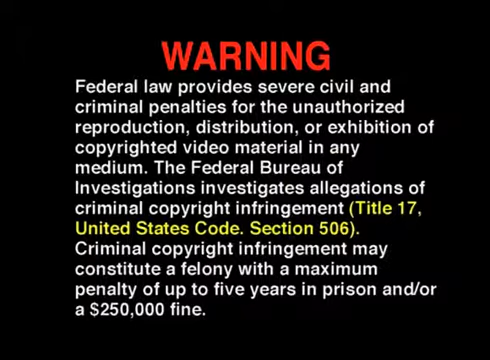 WARNING
Federal law provides severe civil and
criminal penalties for the unauthorized
reproduction, distribution, or exhibition of
copyrighted video material in any
medium. The Federal Bureau of
Investigations investigates allegations of
criminal copyright infringement (Title 17,
United States Code. Section 506).
Criminal copyright infringement may
constitute a felony with a maximum
penalty of up to five years in prison and/or
a $250,000 fine.